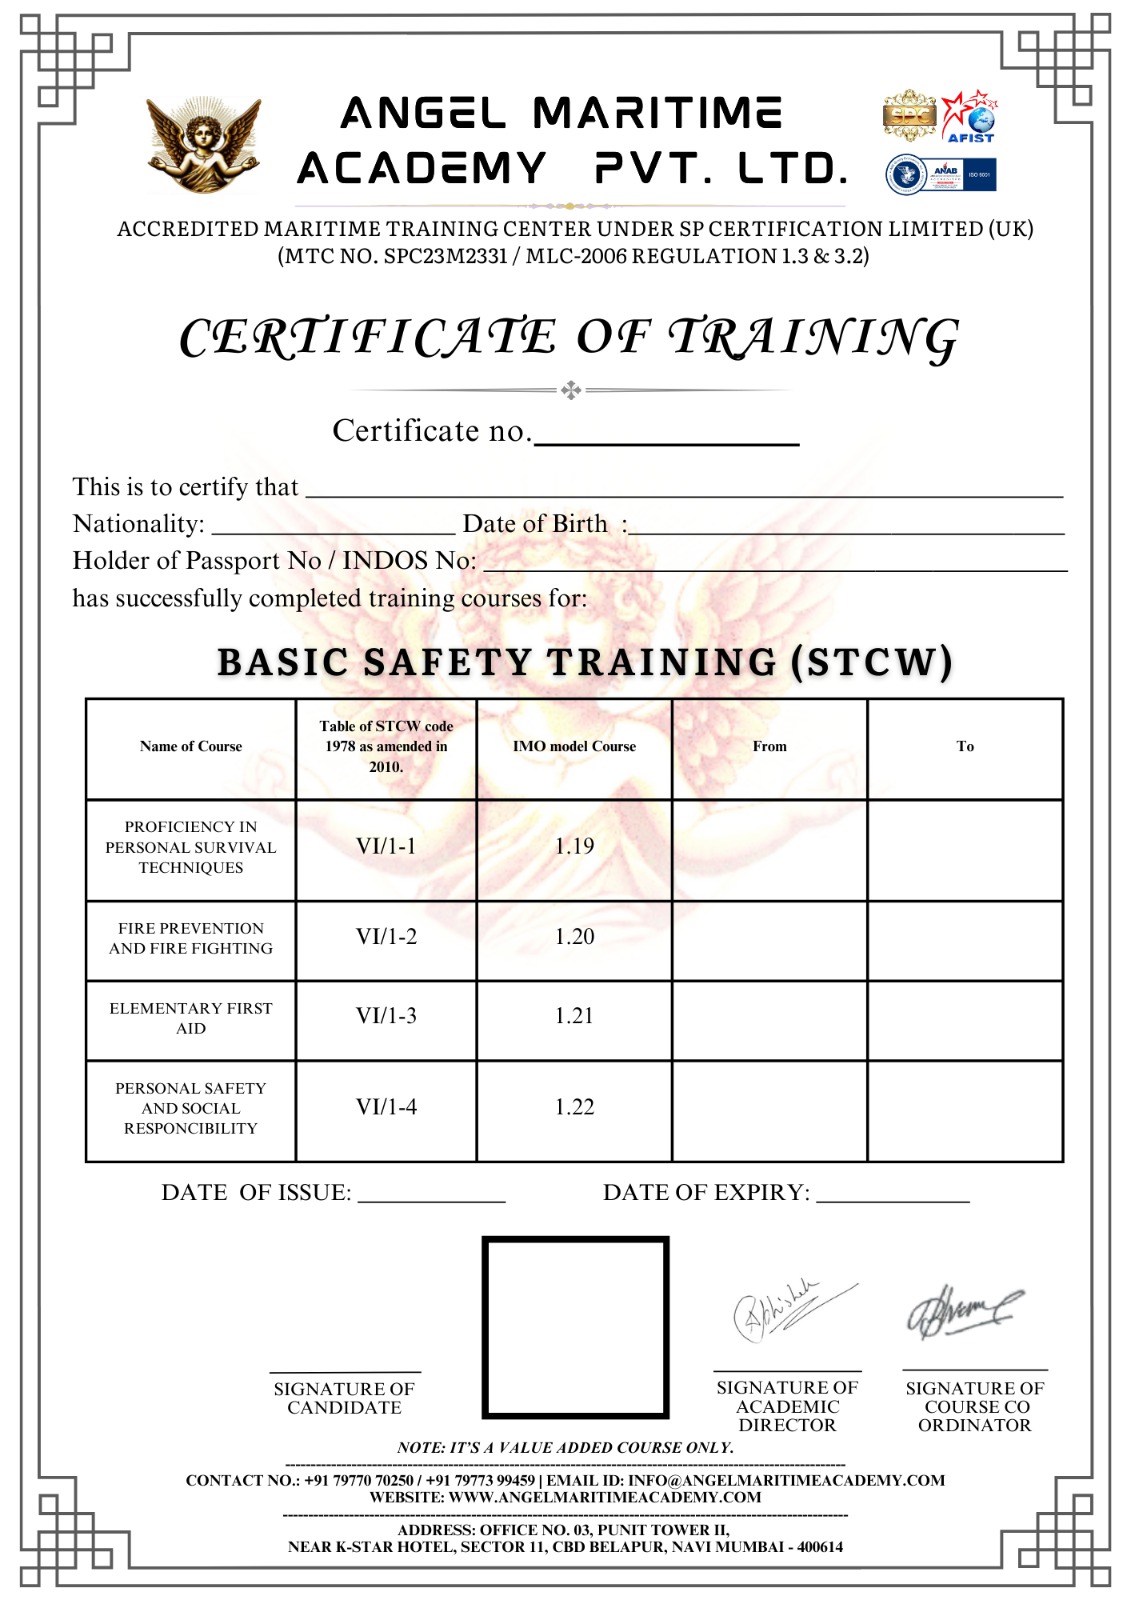 ANGEL MARITIME
ACADEMY PVT. LTD.
SPC
AFIST
ANAB
ISO 9001
ACCREDITED MARITIME TRAINING CENTER UNDER SP CERTIFICATION LIMITED (UK)
(MTC NO. SPC23M2331 / MLC-2006 REGULATION 1.3 & 3.2)
CERTIFICATE OF TRAINING
Certificate no.
This is to certify that
Nationality: Date of Birth :
Holder of Passport No / INDOS No:
has successfully completed training courses for:
BASIC SAFETY TRAINING (STCW)
Name of Course
Table of STCW code
1978 as amended in
2010.
IMO model Course
From
To
PROFICIENCY IN
PERSONAL SURVIVAL
TECHNIQUES
VI/1-1
1.19
FIRE PREVENTION
AND FIRE FIGHTING
VI/1-2
1.20
ELEMENTARY FIRST
AID
VI/1-3
1.21
PERSONAL SAFETY
AND SOCIAL
RESPONCIBILITY
VI/1-4
1.22
DATE OF ISSUE: DATE OF EXPIRY:
Abhishek
SIGNATURE OF
CANDIDATE
SIGNATURE OF
ACADEMIC
DIRECTOR
SIGNATURE OF
COURSE CO
ORDINATOR
NOTE: IT'S A VALUE ADDED COURSE ONLY.
CONTACT NO.: +91 79770 70250 / +91 79773 99459 | EMAIL ID: INFO@ANGELMARITIMEACADEMY.COM
WEBSITE: WWW.ANGELMARITIMEACADEMY.COM
ADDRESS: OFFICE NO. 03, PUNIT TOWER II,
NEAR K-STAR HOTEL, SECTOR 11, CBD BELAPUR, NAVI MUMBAI - 400614